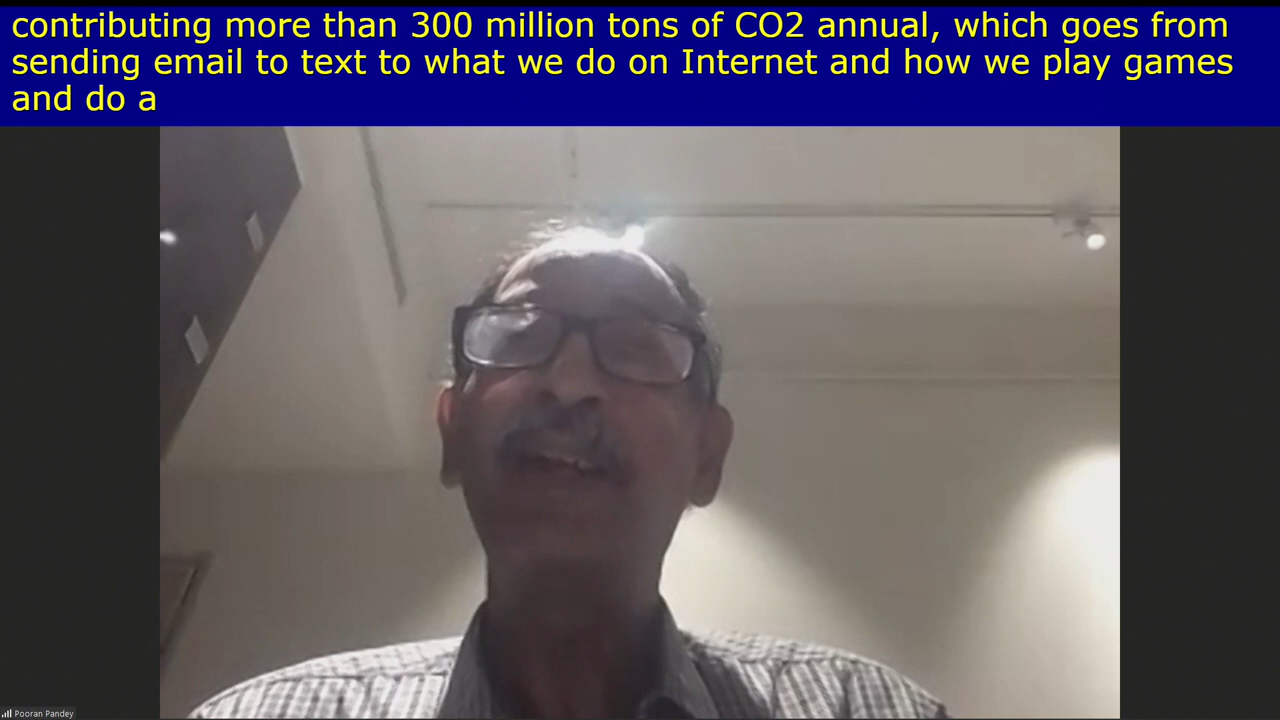 contributing more than 300 million tons of CO2 annual, which goes from
sending email to text to what we do on Internet and how we play games
and do a
Pooran Pandey